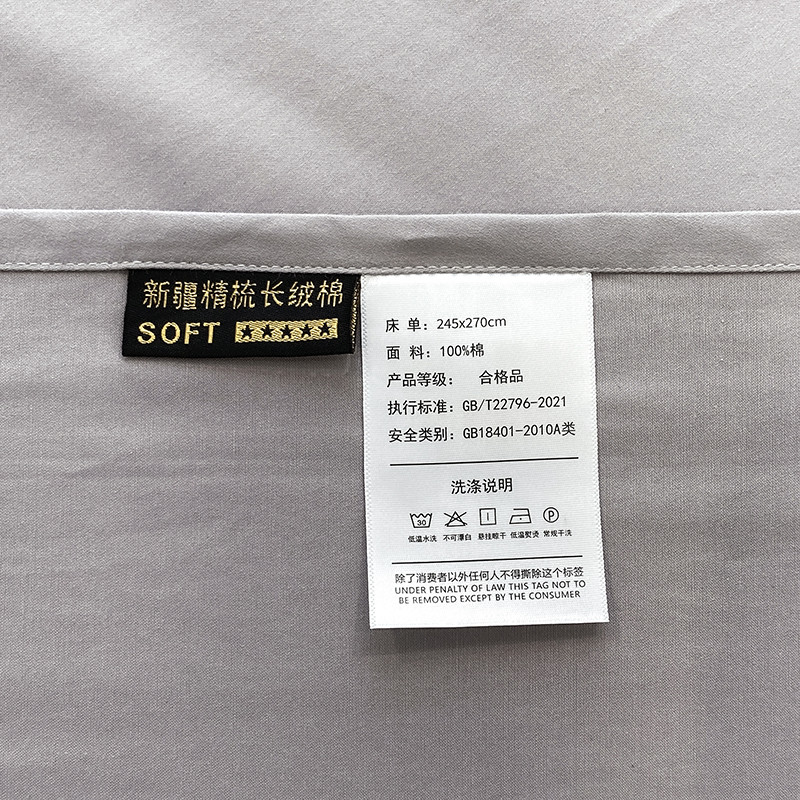 新疆精梳长绒棉
SOFT ★★★★★
床 单：245x270cm
面 料：100%棉
产品等级： 合格品
执行标准：GB/T22796-2021
安全类别：GB18401-2010A类
洗涤说明
30
P
低温水洗 不可漂白 悬挂晾干 低温熨烫 常规干洗
除了消费者以外任何人不得撕除这个标签
UNDER PENALTY OF LAW THIS TAG NOT TO
BE REMOVED EXCEPT BY THE CONSUMER